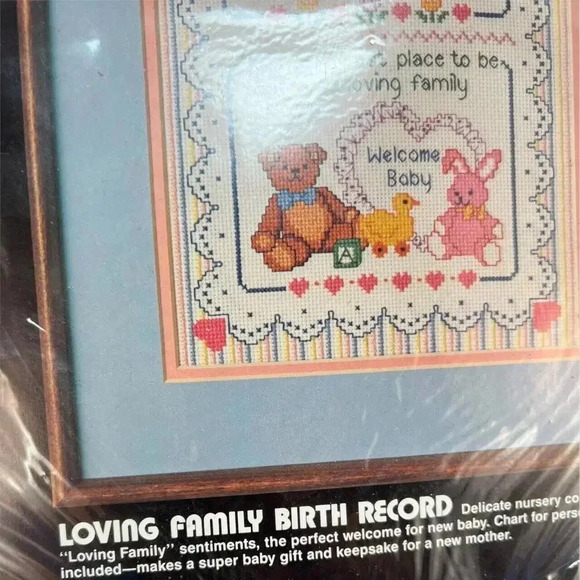 place to be
loving family
Welcome
Baby
A
LOVING FAMILY BIRTH RECORD Delicate nursery co
"Loving Family" sentiments, the perfect welcome for new baby. Chart for perso
included—makes a super baby gift and keepsake for a new mother.